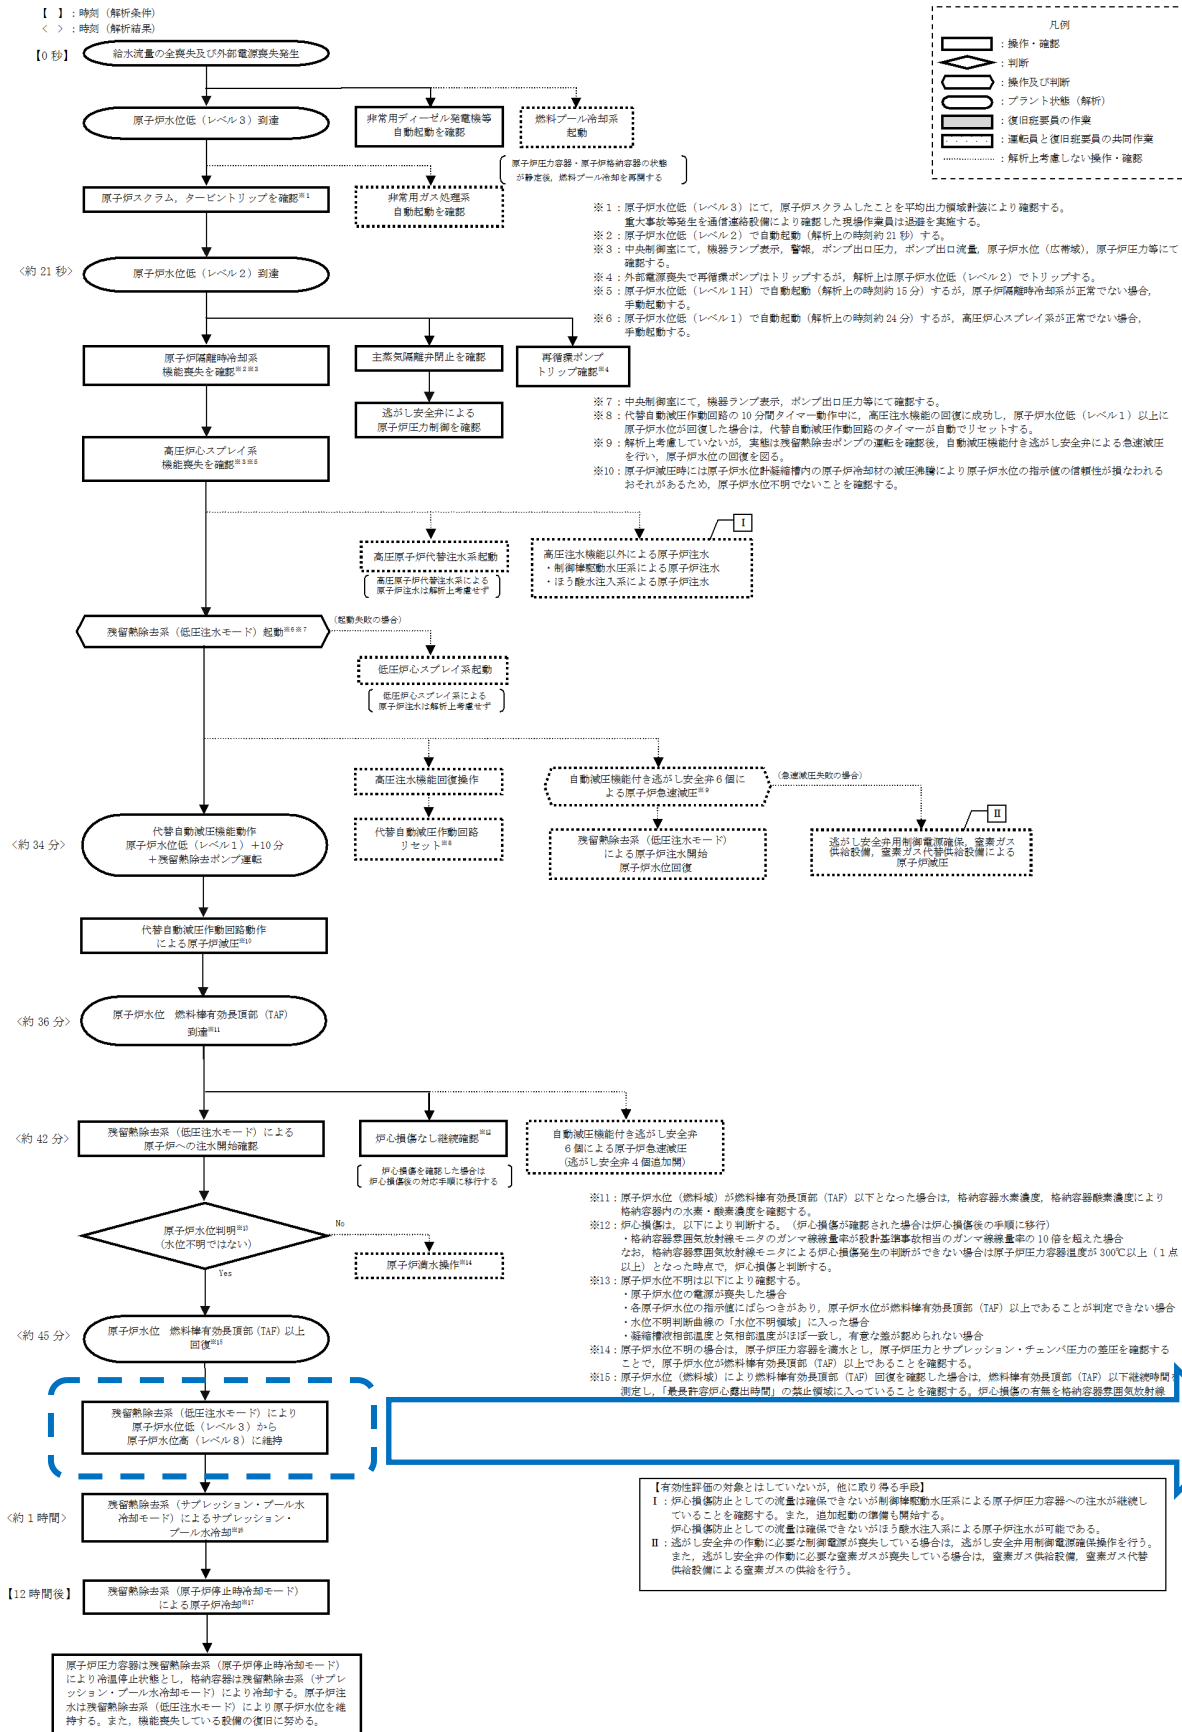 【　】：時刻（解析条件）
＜　＞：時刻（解析結果）
【0 秒】
給水流量の全喪失及び外部電源喪失発生
凡例
：操作・確認
：判断
：操作及び判断
：プラント状態（解析）
：復旧班要員の作業
：運転員と復旧班要員の共同作業
：解析上考慮しない操作・確認
原子炉水位低（レベル３）到達
非常用ディーゼル発電機等
自動起動を確認
燃料プール冷却系
起動
原子炉圧力容器・原子炉格納容器の状態
が静定後，燃料プール冷却を再開する
原子炉スクラム，タービントリップを確認※1
非常用ガス処理系
自動起動を確認
※１：原子炉水位低（レベル３）にて，原子炉スクラムしたことを平均出力領域計装により確認する。
重大事故等発生を通信連絡設備により確認した現場作業員は退避を実施する。
※２：原子炉水位低（レベル２）で自動起動（解析上の時刻約 21 秒）する。
※３：中央制御室にて，機器ランプ表示，警報，ポンプ出口圧力，ポンプ出口流量，原子炉水位（広帯域），原子炉圧力等にて
確認する。
※４：外部電源喪失で再循環ポンプはトリップするが，解析上は原子炉水位低（レベル２）でトリップする。
※５：原子炉水位低（レベル１Ｈ）で自動起動（解析上の時刻約 15 分）するが，原子炉隔離時冷却系が正常でない場合，
手動起動する。
※６：原子炉水位低（レベル１）で自動起動（解析上の時刻約 24 分）するが，高圧炉心スプレイ系が正常でない場合，
手動起動する。
＜約 21 秒＞
原子炉水位低（レベル２）到達
原子炉隔離時冷却系
機能喪失を確認※2※3
主蒸気隔離弁閉止を確認
再循環ポンプ
トリップ確認※4
逃がし安全弁による
原子炉圧力制御を確認
高圧炉心スプレイ系
機能喪失を確認※3※5
※７：中央制御室にて，機器ランプ表示，ポンプ出口圧力等にて確認する。
※８：代替自動減圧作動回路の 10 分間タイマー動作中に，高圧注水機能の回復に成功し，原子炉水位低（レベル１）以上に
原子炉水位が回復した場合は，代替自動減圧作動回路のタイマーが自動でリセットする。
※９：解析上考慮していないが，実態は残留熱除去ポンプの運転を確認後，自動減圧機能付き逃がし安全弁による急速減圧
を行い，原子炉水位の回復を図る。
※10：原子炉減圧時には原子炉水位計凝縮槽内の原子炉冷却材の減圧沸騰により原子炉水位の指示値の信頼性が損なわれる
おそれがあるため，原子炉水位不明でないことを確認する。
Ⅰ
高圧原子炉代替注水系起動
高圧原子炉代替注水系による
原子炉注水は解析上考慮せず
高圧注水機能以外による原子炉注水
・制御棒駆動水圧系による原子炉注水
・ほう酸水注入系による原子炉注水
残留熱除去系（低圧注水モード）起動※6※7
（起動失敗の場合）
低圧炉心スプレイ系起動
低圧炉心スプレイ系による
原子炉注水は解析上考慮せず
高圧注水機能回復操作
代替自動減圧作動回路
リセット※8
自動減圧機能付き逃がし安全弁６個に
よる原子炉急速減圧※9
（急速減圧失敗の場合）
残留熱除去系（低圧注水モード）
による原子炉注水開始
原子炉水位回復
Ⅱ
逃がし安全弁用制御電源確保，窒素ガス
供給設備，窒素ガス代替供給設備による
原子炉減圧
＜約 34 分＞
代替自動減圧機能動作
原子炉水位低（レベル１）＋10 分
＋残留熱除去ポンプ運転
代替自動減圧作動回路動作
による原子炉減圧※10
＜約 36 分＞
原子炉水位　燃料棒有効長頂部（TAF）
到達※11
＜約 42 分＞
残留熱除去系（低圧注水モード）による
原子炉への注水開始確認
炉心損傷なし継続確認※12
炉心損傷を確認した場合は
炉心損傷後の対応手順に移行する
自動減圧機能付き逃がし安全弁
６個による原子炉急速減圧
（逃がし安全弁４個追加開）
原子炉水位判明※13
（水位不明ではない）
No
Yes
原子炉満水操作※14
※11：原子炉水位（燃料域）が燃料棒有効長頂部（TAF）以下となった場合は，格納容器水素濃度，格納容器酸素濃度により
格納容器内の水素・酸素濃度を確認する。
※12：炉心損傷は，以下により判断する。（炉心損傷が確認された場合は炉心損傷後の手順に移行）
・格納容器雰囲気放射線モニタのガンマ線線量率が設計基準事故相当のガンマ線線量率の 10 倍を超えた場合
なお，格納容器雰囲気放射線モニタによる炉心損傷発生の判断ができない場合は原子炉圧力容器温度が 300℃以上（１点
以上）となった時点で，炉心損傷と判断する。
※13：原子炉水位不明は以下により確認する。
・原子炉水位の電源が喪失した場合
・各原子炉水位の指示値にばらつきがあり，原子炉水位が燃料棒有効長頂部（TAF）以上であることが判定できない場合
・水位不明判断曲線の「水位不明領域」に入った場合
・凝縮槽液相部温度と気相部温度がほぼ一致し，有意な差が認められない場合
※14：原子炉水位不明の場合は，原子炉圧力容器を満水とし，原子炉圧力とサプレッション・チェンバ圧力の差圧を確認する
ことで，原子炉水位が燃料棒有効長頂部（TAF）以上であることを確認する。
※15：原子炉水位（燃料域）により燃料棒有効長頂部（TAF）回復を確認した場合は，燃料棒有効長頂部（TAF）以下継続時間を
測定し，「最長許容炉心露出時間」の禁止領域に入っていることを確認する。炉心損傷の有無を格納容器雰囲気放射線
＜約 45 分＞
原子炉水位　燃料棒有効長頂部（TAF）以上
回復※15
残留熱除去系（低圧注水モード）により
原子炉水位低（レベル３）から
原子炉水位高（レベル８）に維持
＜約 1 時間＞
残留熱除去系（サプレッション・プール水
冷却モード）によるサプレッション・
プール水冷却※16
【有効性評価の対象とはしていないが，他に取り得る手段】
Ⅰ：炉心損傷防止としての流量は確保できないが制御棒駆動水圧系による原子炉圧力容器への注水が継続し
ていることを確認する。また，追加起動の準備も開始する。
炉心損傷防止としての流量は確保できないがほう酸水注入系による原子炉注水が可能である。
Ⅱ：逃がし安全弁の作動に必要な制御電源が喪失している場合は，逃がし安全弁用制御電源確保操作を行う。
また，逃がし安全弁の作動に必要な窒素ガスが喪失している場合は，窒素ガス供給設備，窒素ガス代替
供給設備による窒素ガスの供給を行う。
【12 時間後】
残留熱除去系（原子炉停止時冷却モード）
による原子炉冷却※17
原子炉圧力容器は残留熱除去系（原子炉停止時冷却モード）
により冷温停止状態とし，格納容器は残留熱除去系（サプレ
ッション・プール水冷却モード）により冷却する。原子炉注
水は残留熱除去系（低圧注水モード）により原子炉水位を維
持する。また，機能喪失している設備の復旧に努める。